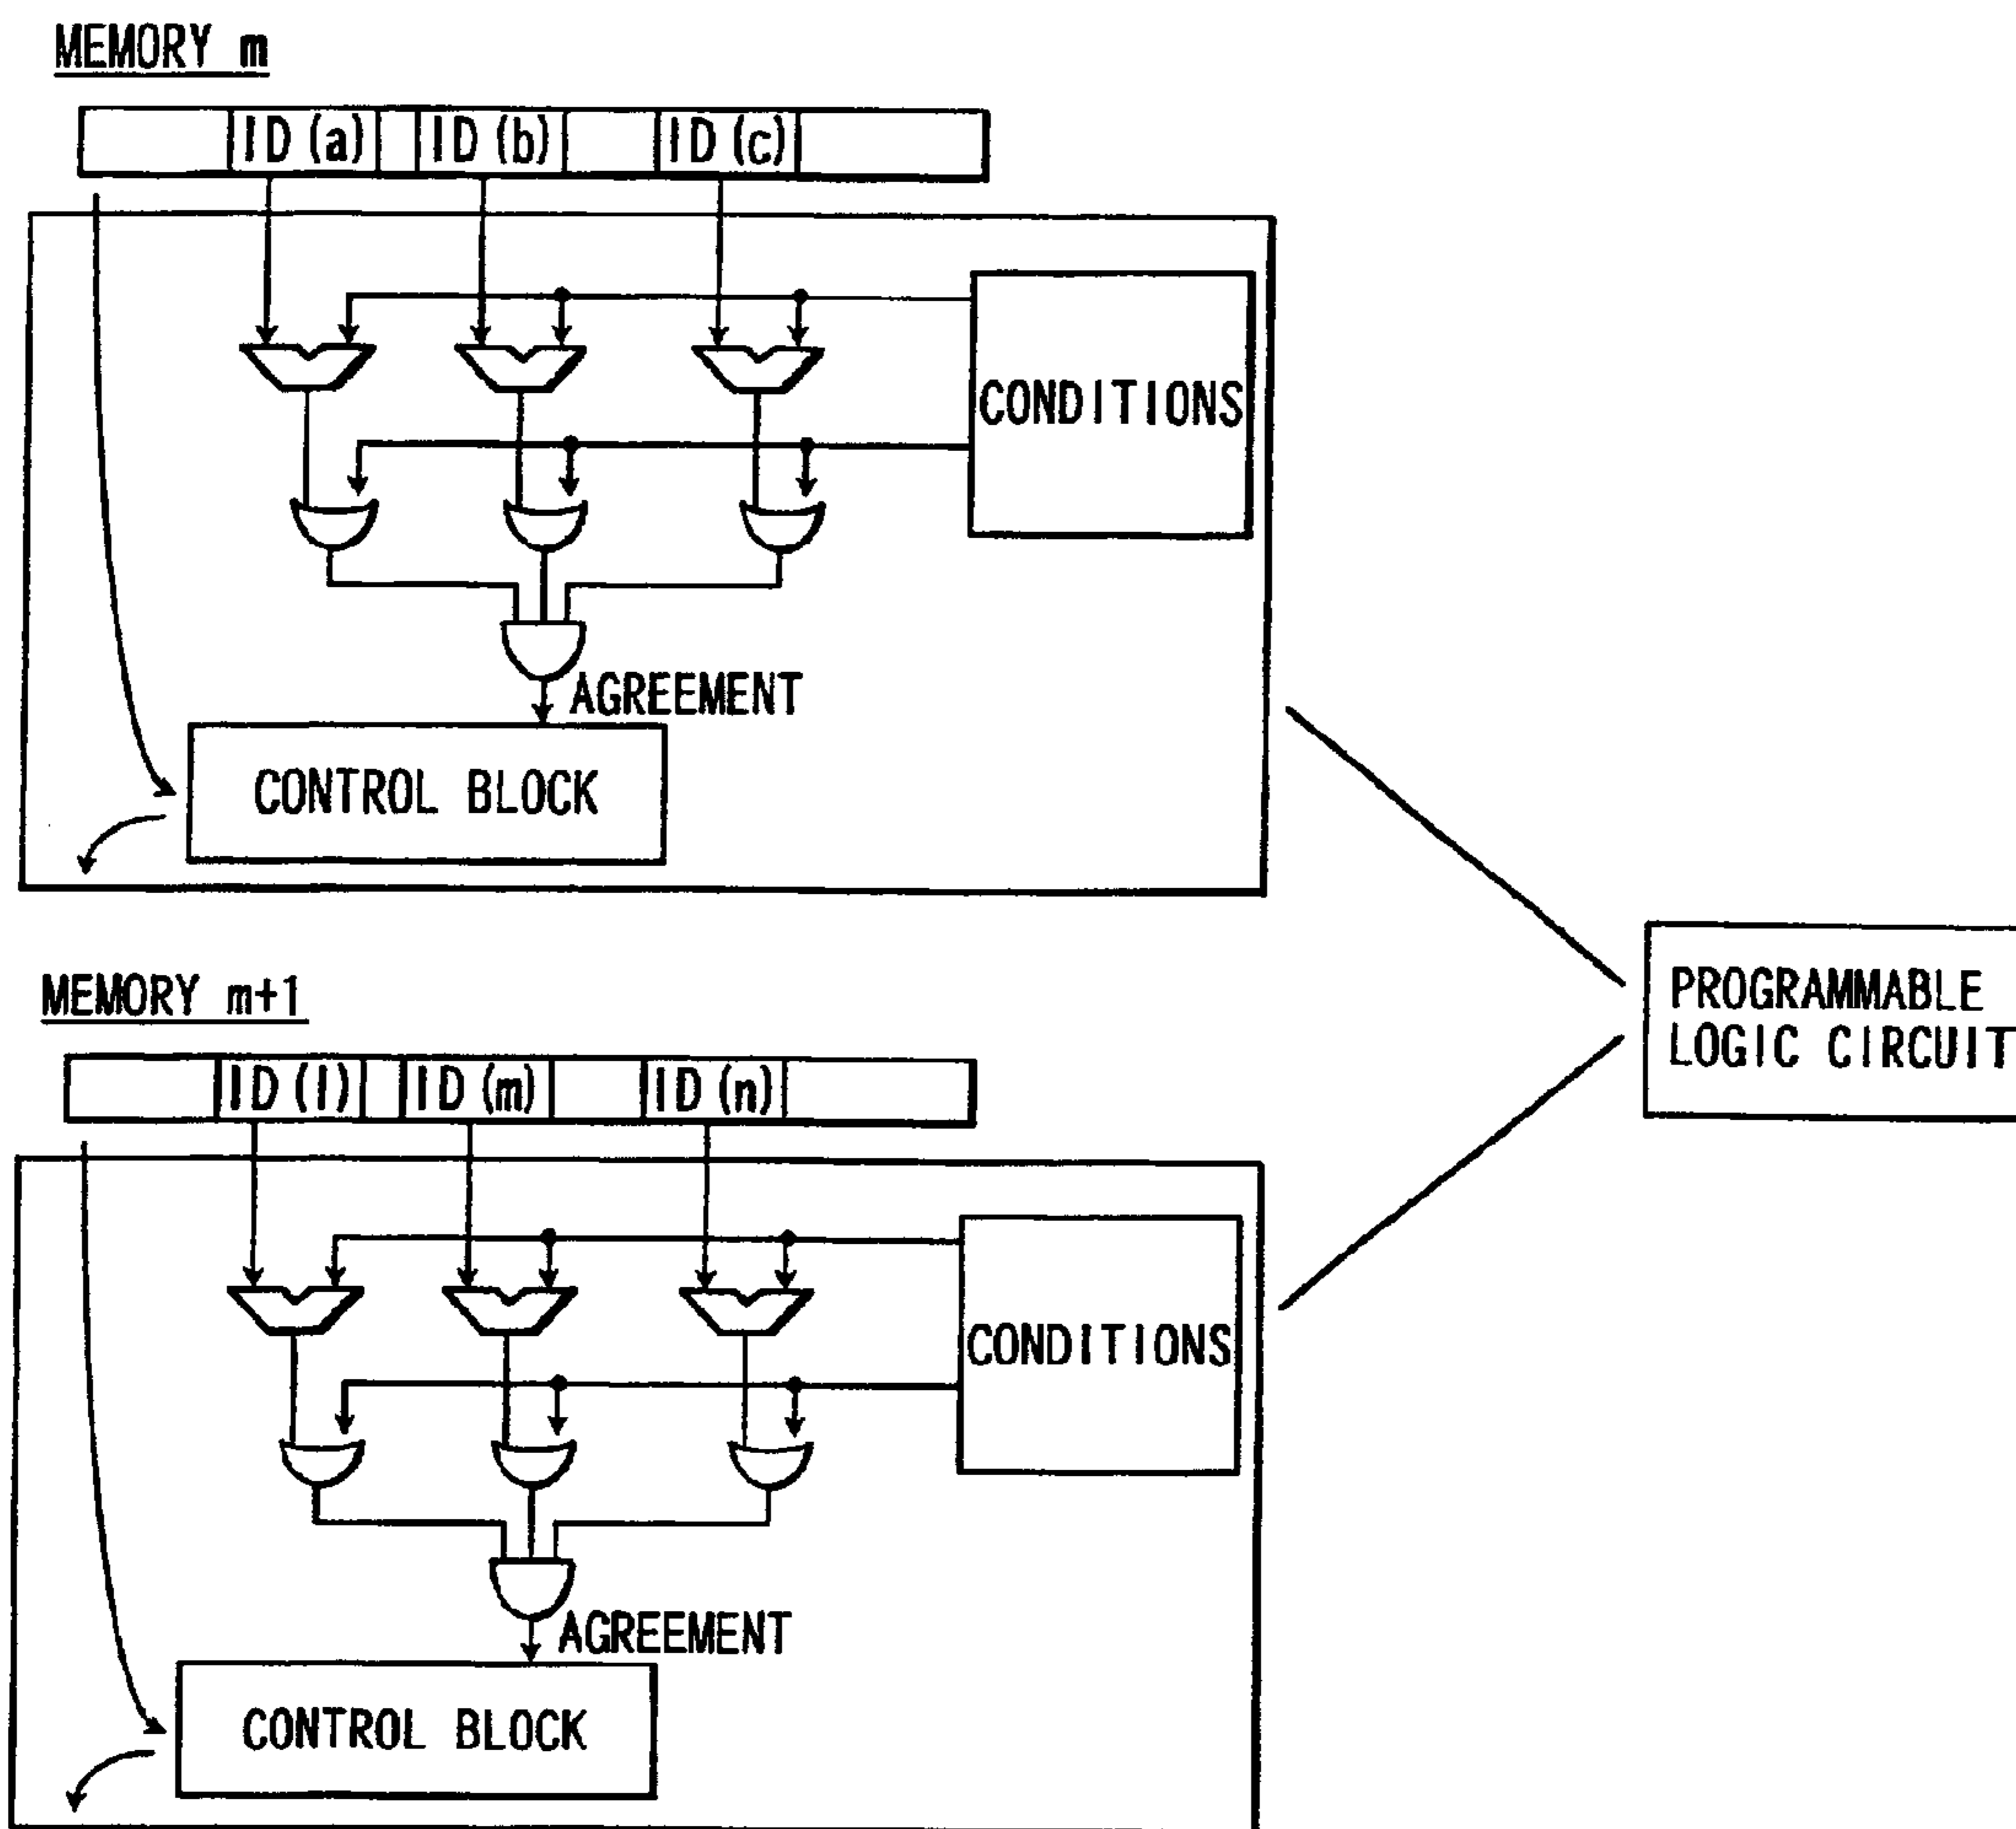 MEMORY m
ID(a) ID(b) ID(c)
CONDITIONS
AGREEMENT
CONTROL BLOCK
MEMORY m+1
ID(l) ID(m) ID(n)
CONDITIONS
AGREEMENT
CONTROL BLOCK
PROGRAMMABLE
LOGIC CIRCUIT